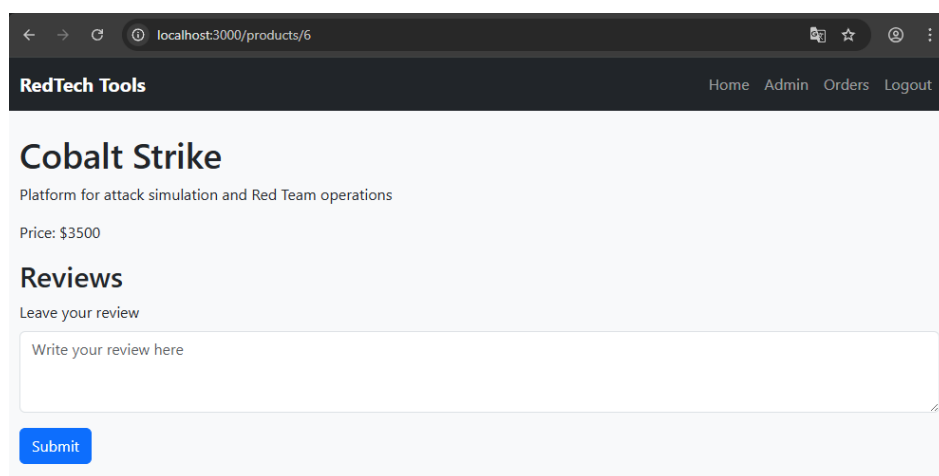 localhost:3000/products/6
RedTech Tools Home Admin Orders Logout
Cobalt Strike
Platform for attack simulation and Red Team operations
Price: $3500
Reviews
Leave your review
Write your review here
Submit